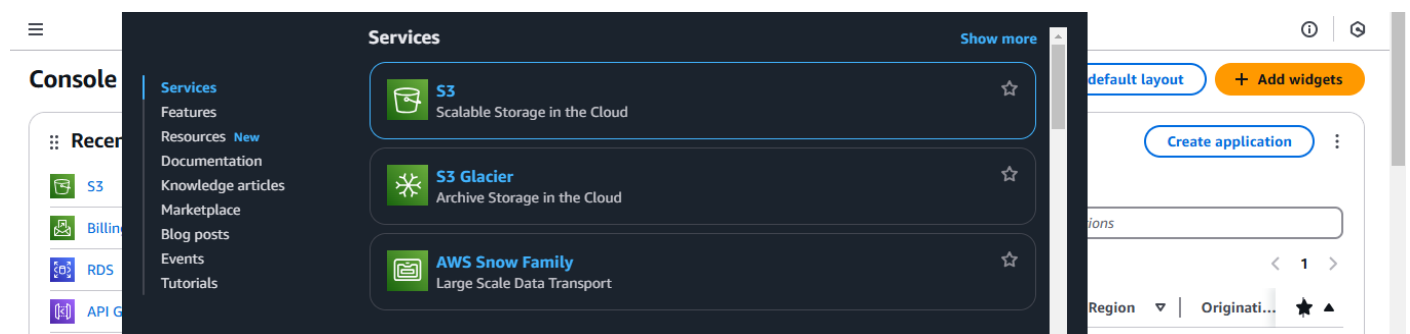 Services
Show more
Services
Features
Resources New
Documentation
Knowledge articles
Marketplace
Blog posts
Events
Tutorials
S3
Scalable Storage in the Cloud
S3 Glacier
Archive Storage in the Cloud
AWS Snow Family
Large Scale Data Transport
Console
default layout
+ Add widgets
Recen
S3
Billin
RDS
API G
Create application
ions
1
Region
Originati...